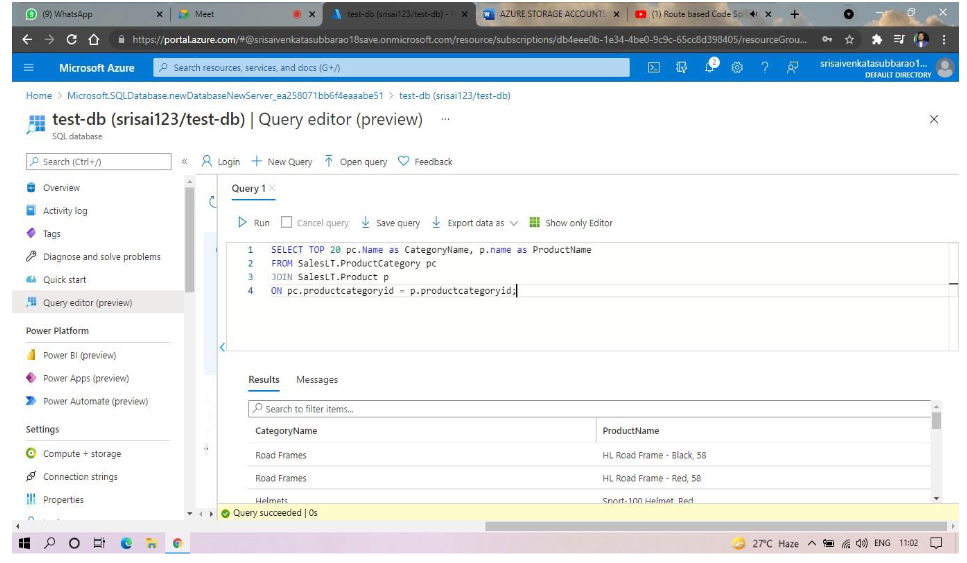 (9) WhatsApp
Meet
test-db (srisai123/test-db) -
AZURE STORAGE ACCOUNT
(1) Route based Code Sp
https://portal.azure.com/#@srisaivenkatasubbarao18save.onmicrosoft.com/resource/subscriptions/db4eee0b-1e34-4be0-9c9c-65cc8d398405/resourceGrou...
Microsoft Azure
Search resources, services, and docs (G+/)
2
srisaivenkatasubbarao1...
DEFAULT DIRECTORY
Home > Microsoft.SQLDatabase.newDatabaseNewServer_ea258071bb6f4eaaabe51 > test-db (srisai123/test-db)
test-db (srisai123/test-db) | Query editor (preview) ...
SQL database
Search (Ctrl+/)
Login
New Query
Open query
Feedback
Overview
Activity log
Tags
Diagnose and solve problems
Quick start
Query editor (preview)
Power Platform
Power BI (preview)
Power Apps (preview)
Power Automate (preview)
Settings
Compute + storage
Connection strings
Properties
Query 1
Run
Cancel query
Save query
Export data as
Show only Editor
1 SELECT TOP 20 pc.Name as CategoryName, p.name as ProductName
2 FROM SalesLT.ProductCategory pc
3 JOIN SalesLT.Product p
4 ON pc.productcategoryid = p.productcategoryid;
Results
Messages
Search to filter items...
CategoryName ProductName
Road Frames HL Road Frame - Black, 58
Road Frames HL Road Frame - Red, 58
Helmets Sport-100 Helmet, Red
Query succeeded | 0s
27°C Haze
ENG
11:02